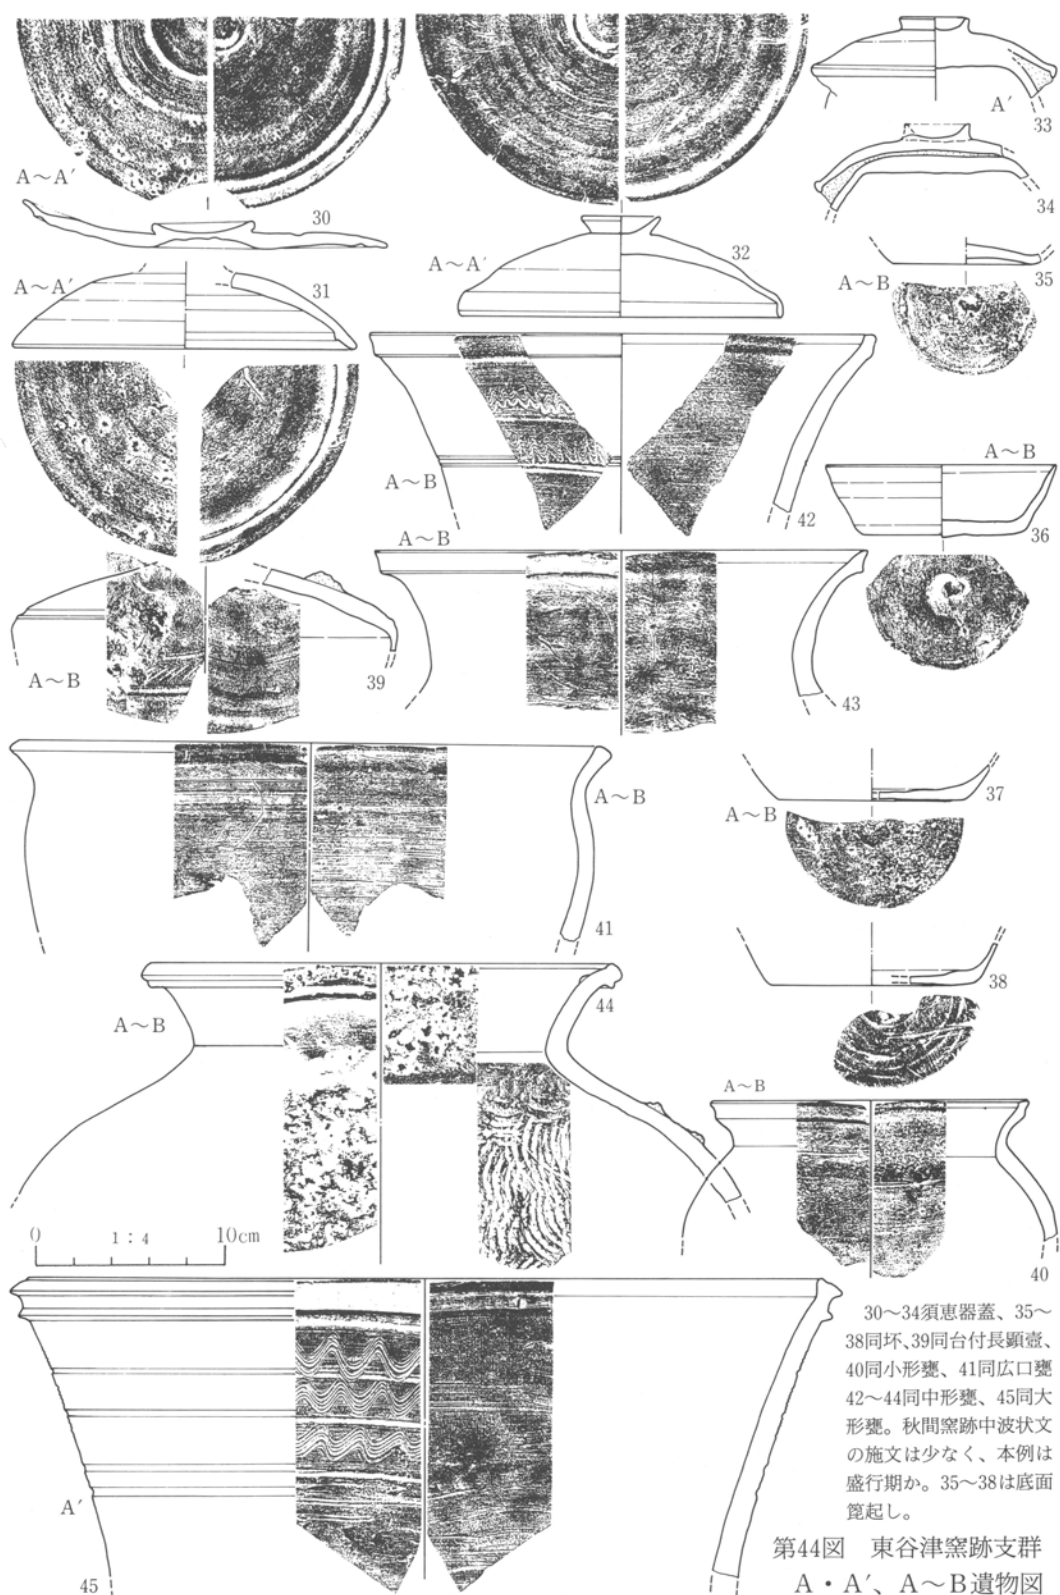 A~A′
30
A~A′
31
A~A′
32
A′
33
34
A~B
35
A~B
36
A~B
42
A~B
43
A~B
39
A~B
41
A~B
37
38
A~B
44
A~B
40
0
1：4
10cm
A′
45
30～34須恵器蓋、35～
38同坏、39同台付長頸壺、
40同小形甕、41同広口甕
42～44同中形甕、45同大
形甕。秋間窯跡中波状文
の施文は少なく、本例は
盛行期か。35～38は底面
箆起し。
第44図　東谷津窯跡支群
A・A′、A～B遺物図